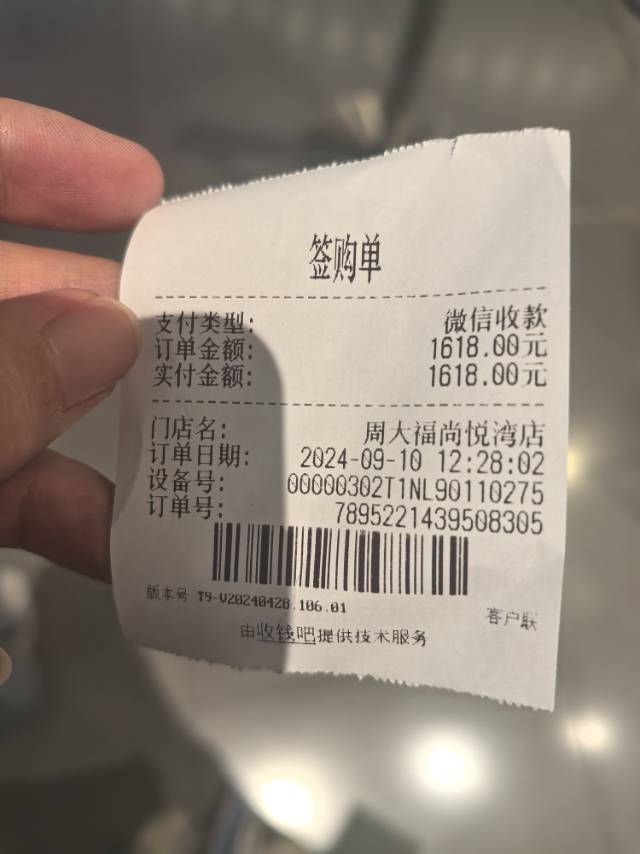 签购单
支付类型: 微信收款
订单金额: 1618.00元
实付金额: 1618.00元
门店名: 周大福尚悦湾店
订单日期: 2024-09-10 12:28:02
设备号: 00000302T1NL90110275
订单号: 7895221439508305
版本号 T9-V20240428.106.01 客户联
由收钱吧提供技术服务